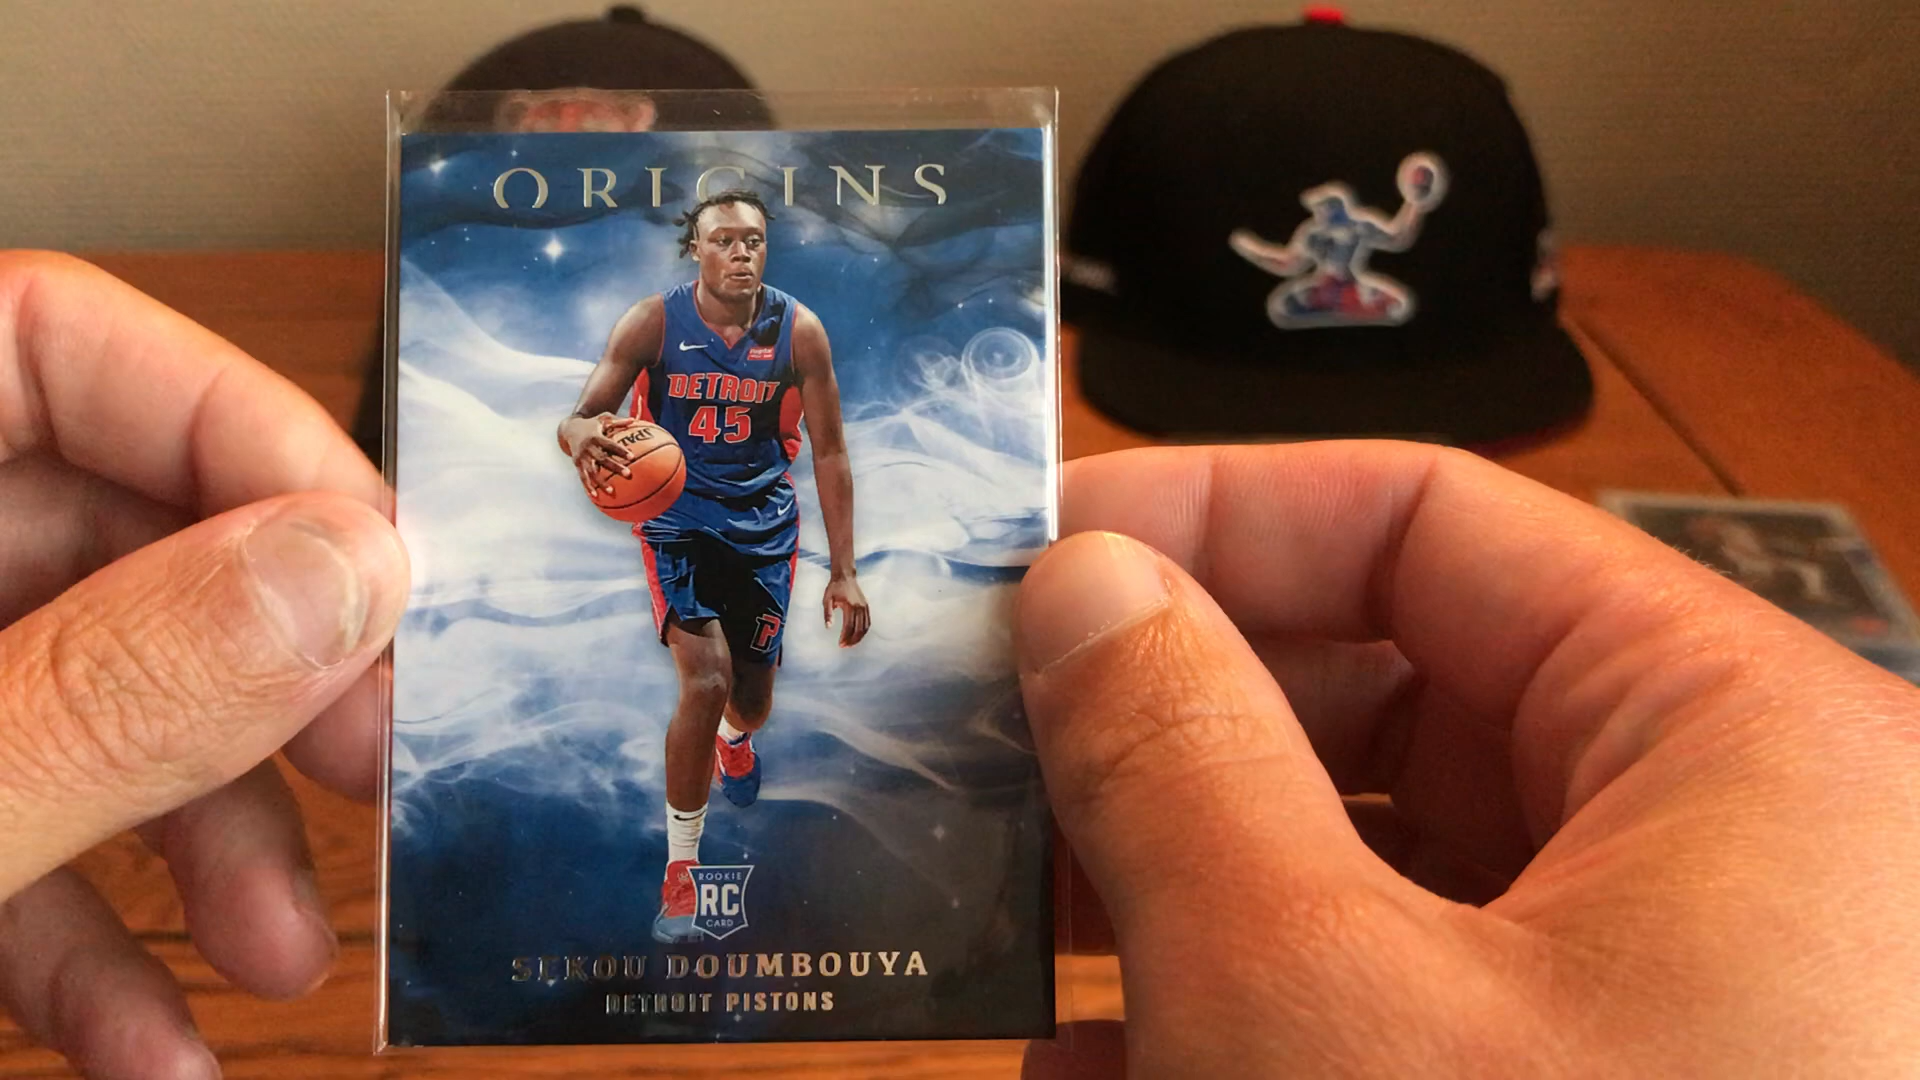 ORIGINS
DETROIT
45
ROOKIE
RC
CARD
SEKOU DOUMBOUYA
DETROIT PISTONS